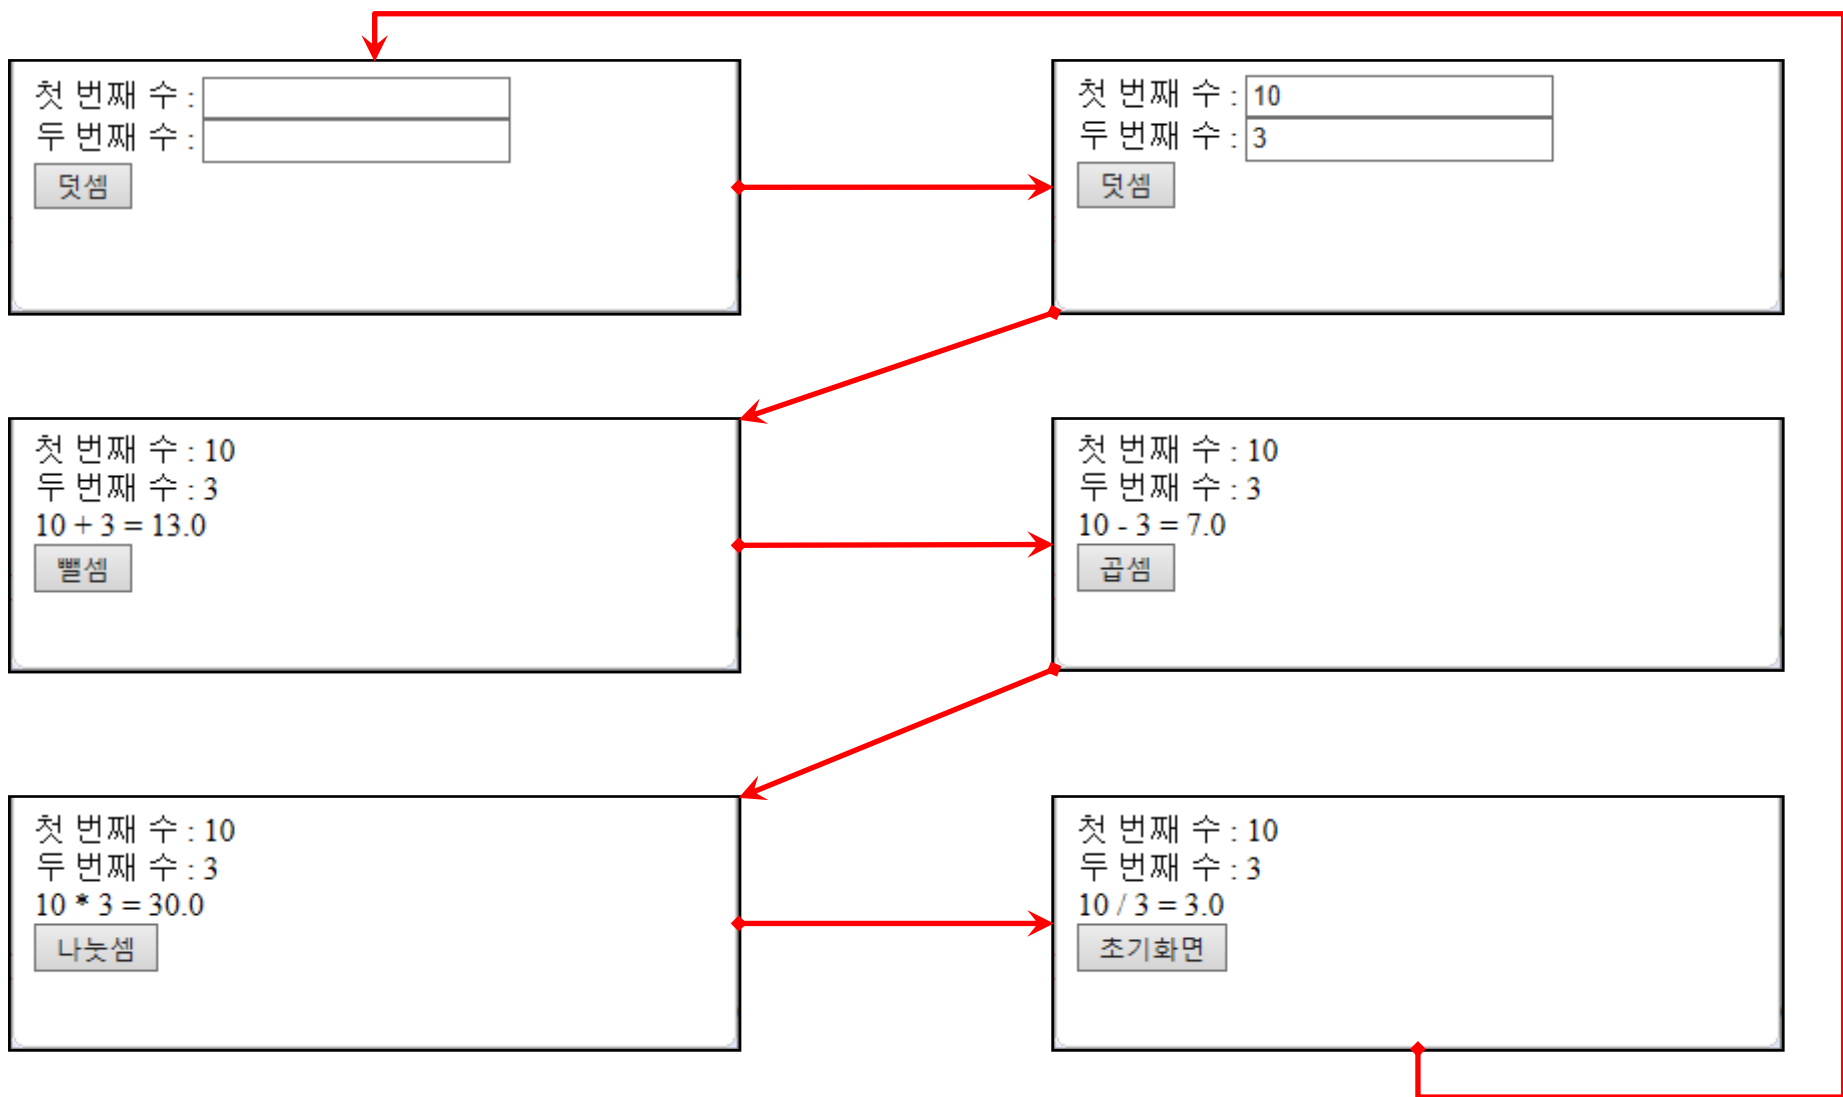 첫 번째 수 :
두 번째 수 :
덧셈
첫 번째 수 : 10
두 번째 수 : 3
덧셈
첫 번째 수 : 10
두 번째 수 : 3
10 + 3 = 13.0
뺄셈
첫 번째 수 : 10
두 번째 수 : 3
10 - 3 = 7.0
곱셈
첫 번째 수 : 10
두 번째 수 : 3
10 * 3 = 30.0
나눗셈
첫 번째 수 : 10
두 번째 수 : 3
10 / 3 = 3.0
초기화면